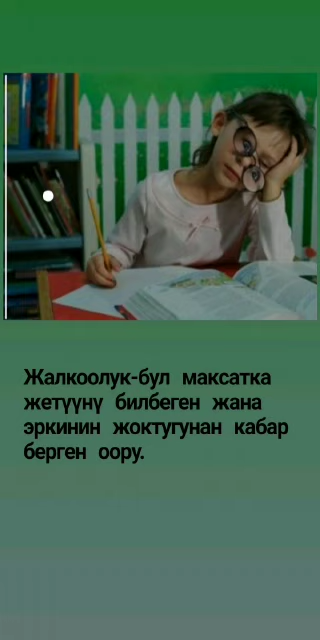 Жалкоолук-бул максатка
жетүүнү билбеген жана
эркинин жоктугунан кабар
берген оору.